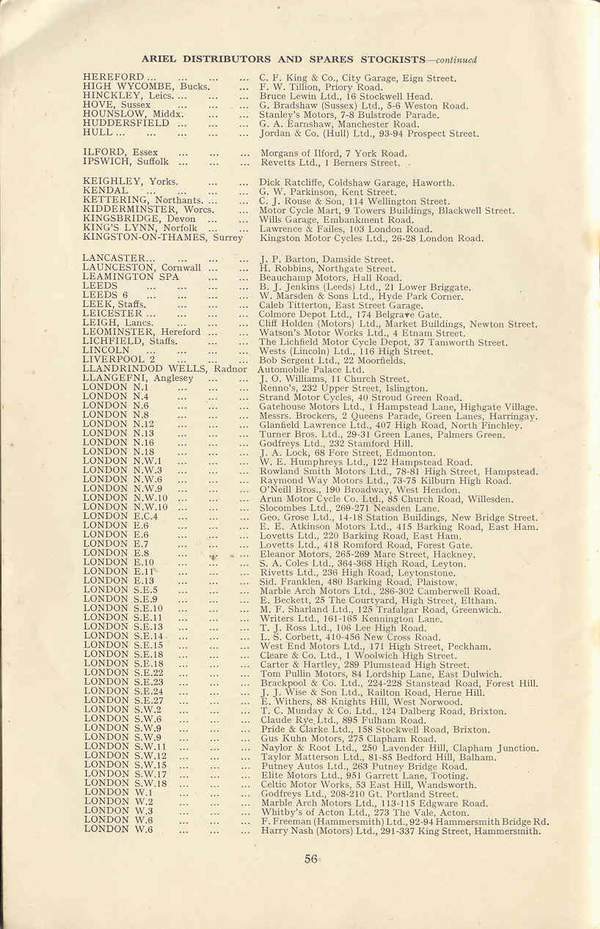 ARIEL DISTRIBUTORS AND SPARES STOCKISTS—continued
HEREFORD ... ... ... ... C. F. King & Co., City Garage, Eign Street.
HIGH WYCOMBE, Bucks. ... F. W. Tillion, Priory Road.
HINCKLEY, Leics. ... ... ... Bruce Lewin Ltd., 16 Stockwell Head.
HOVE, Sussex ... ... ... G. Bradshaw (Sussex) Ltd., 5-6 Weston Road.
HOUNSLOW, Middx. ... ... Stanley's Motors, 7-8 Bulstrode Parade.
HUDDERSFIELD ... ... ... G. A. Earnshaw, Manchester Road.
HULL ... ... ... ... ... Jordan & Co. (Hull) Ltd., 93-94 Prospect Street.
ILFORD, Essex ... ... ... Morgans of Ilford, 7 York Road.
IPSWICH, Suffolk ... ... ... Revetts Ltd., 1 Berners Street.
KEIGHLEY, Yorks. ... ... Dick Ratcliffe, Coldshaw Garage, Haworth.
KENDAL ... ... ... ... G. W. Parkinson, Kent Street.
KETTERING, Northants. ... ... C. J. Rouse & Son, 114 Wellington Street.
KIDDERMINSTER, Worcs. ... Motor Cycle Mart, 9 Towers Buildings, Blackwell Street.
KINGSBRIDGE, Devon ... ... Wills Garage, Embankment Road.
KING'S LYNN, Norfolk ... ... Lawrence & Failes, 103 London Road.
KINGSTON-ON-THAMES, Surrey Kingston Motor Cycles Ltd., 26-28 London Road.
LANCASTER... ... ... ... J. P. Barton, Damside Street.
LAUNCESTON, Cornwall ... ... H. Robbins, Northgate Street.
LEAMINGTON SPA ... ... Beauchamp Motors, Hall Road.
LEEDS ... ... ... ... B. J. Jenkins (Leeds) Ltd., 21 Lower Briggate.
LEEDS 6 ... ... ... ... W. Marsden & Sons Ltd., Hyde Park Corner.
LEEK, Staffs. ... ... ... Caleb Titterton, East Street Garage.
LEICESTER ... ... ... ... Colmore Depot Ltd., 174 Belgrave Gate.
LEIGH, Lancs. ... ... ... Cliff Holden (Motors) Ltd., Market Buildings, Newton Street.
LEOMINSTER, Hereford ... ... Watson's Motor Works Ltd., 4 Etnam Street.
LICHFIELD, Staffs. ... ... The Lichfield Motor Cycle Depot, 37 Tamworth Street.
LINCOLN ... ... ... ... Wests (Lincoln) Ltd., 116 High Street.
LIVERPOOL 2 ... ... ... Bob Sergent Ltd., 22 Moorfields.
LLANDRINDOD WELLS, Radnor Automobile Palace Ltd.
LLANGEFNI, Anglesey ... ... J. O. Williams, 11 Church Street.
LONDON N.1 ... ... ... Renno's, 232 Upper Street, Islington.
LONDON N.4 ... ... ... Strand Motor Cycles, 40 Stroud Green Road.
LONDON N.6 ... ... ... Gatehouse Motors Ltd., 1 Hampstead Lane, Highgate Village.
LONDON N.8 ... ... ... Messrs. Brockers, 2 Queens Parade, Green Lanes, Harringay.
LONDON N.12 ... ... ... Glanfield Lawrence Ltd., 407 High Road, North Finchley.
LONDON N.13 ... ... ... Turner Bros. Ltd., 29-31 Green Lanes, Palmers Green.
LONDON N.16 ... ... ... Godfreys Ltd., 232 Stamford Hill.
LONDON N.18 ... ... ... J. A. Lock, 68 Fore Street, Edmonton.
LONDON N.W.1 ... ... ... W. E. Humphreys Ltd., 122 Hampstead Road.
LONDON N.W.3 ... ... ... Rowland Smith Motors Ltd., 78-81 High Street, Hampstead.
LONDON N.W.6 ... ... ... Raymond Way Motors Ltd., 73-75 Kilburn High Road.
LONDON N.W.9 ... ... ... O'Neill Bros., 190 Broadway, West Hendon.
LONDON N.W.10 ... ... ... Arun Motor Cycle Co. Ltd., 85 Church Road, Willesden.
LONDON N.W.10 ... ... ... Slocombes Ltd., 269-271 Neasden Lane.
LONDON E.C.4 ... ... ... Geo. Grose Ltd., 14-18 Station Buildings, New Bridge Street.
LONDON E.6 ... ... ... E. E. Atkinson Motors Ltd., 415 Barking Road, East Ham.
LONDON E.6 ... ... ... Lovetts Ltd., 220 Barking Road, East Ham.
LONDON E.7 ... ... ... Lovetts Ltd., 418 Romford Road, Forest Gate.
LONDON E.8 ... ... ... Eleanor Motors, 265-269 Mare Street, Hackney.
LONDON E.10 ... ... ... S. A. Coles Ltd., 364-368 High Road, Leyton.
LONDON E.11 ... ... ... Rivetts Ltd., 236 High Road, Leytonstone.
LONDON E.13 ... ... ... Sid. Franklen, 480 Barking Road, Plaistow.
LONDON S.E.5 ... ... ... Marble Arch Motors Ltd., 286-302 Camberwell Road.
LONDON S.E.9 ... ... ... E. Beckett, 25 The Courtyard, High Street, Eltham.
LONDON S.E.10 ... ... ... M. F. Sharland Ltd., 125 Trafalgar Road, Greenwich.
LONDON S.E.11 ... ... ... Writers Ltd., 161-165 Kennington Lane.
LONDON S.E.13 ... ... ... T. J. Ross Ltd., 106 Lee High Road.
LONDON S.E.14 ... ... ... L. S. Corbett, 410-456 New Cross Road.
LONDON S.E.15 ... ... ... West End Motors Ltd., 171 High Street, Peckham.
LONDON S.E.18 ... ... ... Cleare & Co. Ltd., 1 Woolwich High Street.
LONDON S.E.18 ... ... ... Carter & Hartley, 289 Plumstead High Street.
LONDON S.E.22 ... ... ... Tom Pullin Motors, 84 Lordship Lane, East Dulwich.
LONDON S.E.23 ... ... ... Brackpool & Co. Ltd., 224-228 Stanstead Road, Forest Hill.
LONDON S.E.24 ... ... ... J. J. Wise & Son Ltd., Railton Road, Herne Hill.
LONDON S.E.27 ... ... ... E. Withers, 88 Knights Hill, West Norwood.
LONDON S.W.2 ... ... ... T. C. Munday & Co. Ltd., 124 Dalberg Road, Brixton.
LONDON S.W.6 ... ... ... Claude Rye Ltd., 895 Fulham Road.
LONDON S.W.9 ... ... ... Pride & Clarke Ltd., 158 Stockwell Road, Brixton.
LONDON S.W.9 ... ... ... Gus Kuhn Motors, 275 Clapham Road.
LONDON S.W.11 ... ... ... Naylor & Root Ltd., 250 Lavender Hill, Clapham Junction.
LONDON S.W.12 ... ... ... Taylor Matterson Ltd., 81-85 Bedford Hill, Balham.
LONDON S.W.15 ... ... ... Putney Autos Ltd., 263 Putney Bridge Road.
LONDON S.W.17 ... ... ... Elite Motors Ltd., 951 Garrett Lane, Tooting.
LONDON S.W.18 ... ... ... Celtic Motor Works, 53 East Hill, Wandsworth.
LONDON W.1 ... ... ... Godfreys Ltd., 208-210 Gt. Portland Street.
LONDON W.2 ... ... ... Marble Arch Motors Ltd., 113-115 Edgware Road.
LONDON W.3 ... ... ... Whitby's of Acton Ltd., 273 The Vale, Acton.
LONDON W.6 ... ... ... F. Freeman (Hammersmith) Ltd., 92-94 Hammersmith Bridge Rd.
LONDON W.6 ... ... ... Harry Nash (Motors) Ltd., 291-337 King Street, Hammersmith.
56